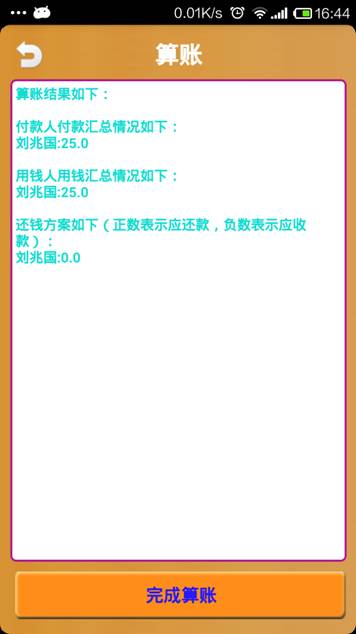 0.01K/s 16:44
算账
算账结果如下：
付款人付款汇总情况如下：
刘兆国:25.0
用钱人用钱汇总情况如下：
刘兆国:25.0
还钱方案如下（正数表示应还款，负数表示应收
款）：
刘兆国:0.0
完成算账